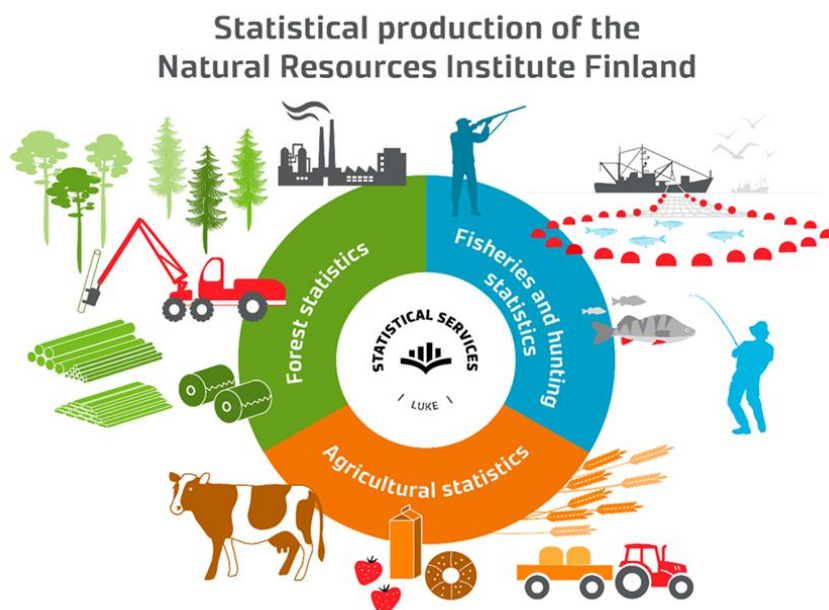 Statistical production of the
Natural Resources Institute Finland
Forest statistics
Fisheries and hunting
statistics
STATISTICAL SERVICES
LUKE
Agricultural statistics